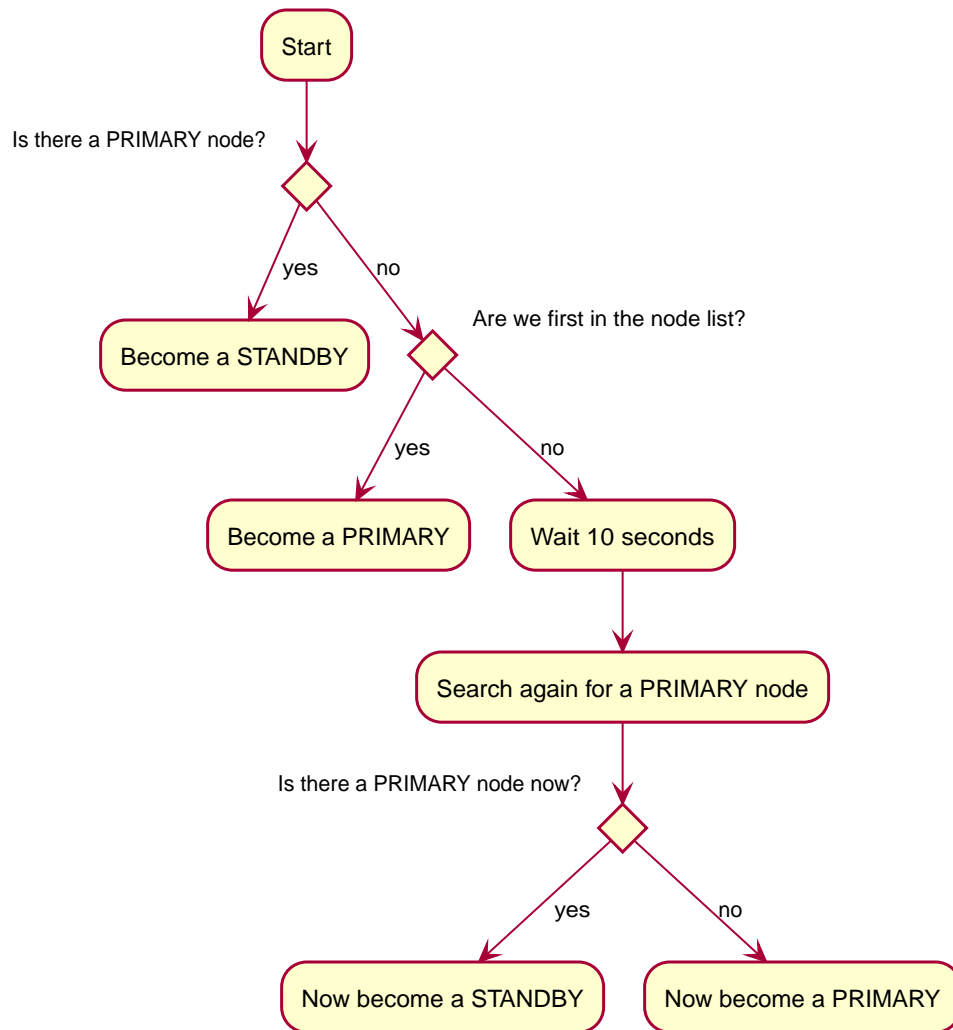 Start
Is there a PRIMARY node?
yes
no
Become a STANDBY
Are we first in the node list?
yes
no
Become a PRIMARY
Wait 10 seconds
Search again for a PRIMARY node
Is there a PRIMARY node now?
yes
no
Now become a STANDBY
Now become a PRIMARY